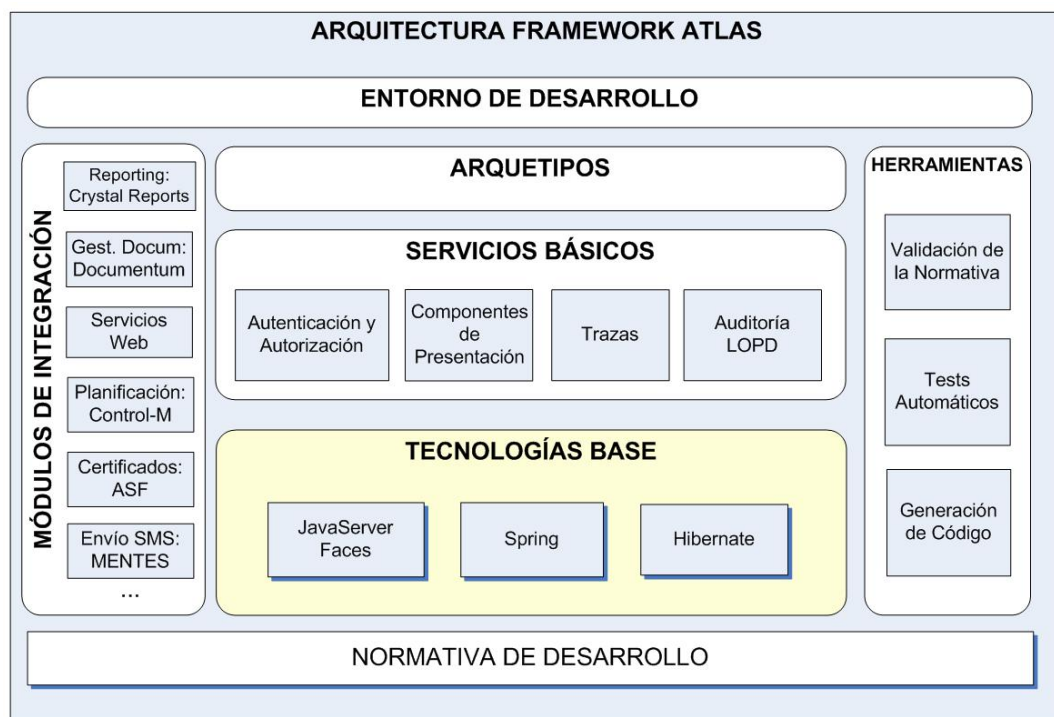 ARQUITECTURA FRAMEWORK ATLAS
ENTORNO DE DESARROLLO
MÓDULOS DE INTEGRACIÓN
Reporting:
Crystal Reports
Gest. Docum:
Documentum
Servicios
Web
Planificación:
Control-M
Certificados:
ASF
Envío SMS:
MENTES
...
ARQUETIPOS
SERVICIOS BÁSICOS
Autenticación y
Autorización
Componentes
de
Presentación
Trazas
Auditoría
LOPD
TECNOLOGÍAS BASE
JavaServer
Faces
Spring
Hibernate
HERRAMIENTAS
Validación de
la Normativa
Tests
Automáticos
Generación
de Código
NORMATIVA DE DESARROLLO